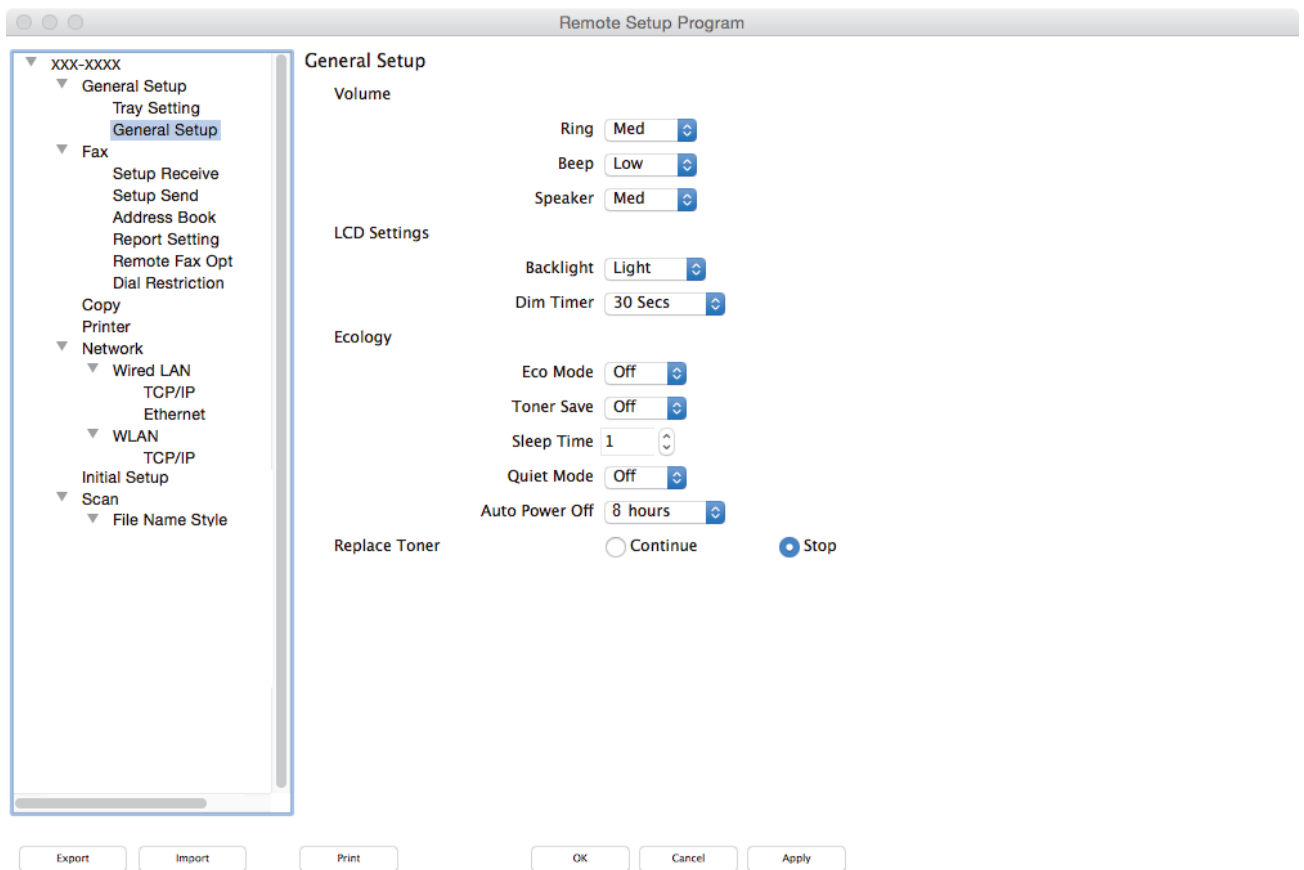 Remote Setup Program
XXX-XXXX
General Setup
Tray Setting
General Setup
Fax
Setup Receive
Setup Send
Address Book
Report Setting
Remote Fax Opt
Dial Restriction
Copy
Printer
Network
Wired LAN
TCP/IP
Ethernet
WLAN
TCP/IP
Initial Setup
Scan
File Name Style
General Setup
Volume
Ring Med
Beep Low
Speaker Med
LCD Settings
Backlight Light
Dim Timer 30 Secs
Ecology
Eco Mode Off
Toner Save Off
Sleep Time 1
Quiet Mode Off
Auto Power Off 8 hours
Replace Toner Continue Stop
Export Import Print OK Cancel Apply